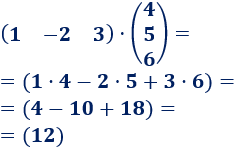 (1 -2 3) · (4 5 6) =
= (1 · 4 − 2 · 5 + 3 · 6) =
= (4 − 10 + 18) =
= (12)